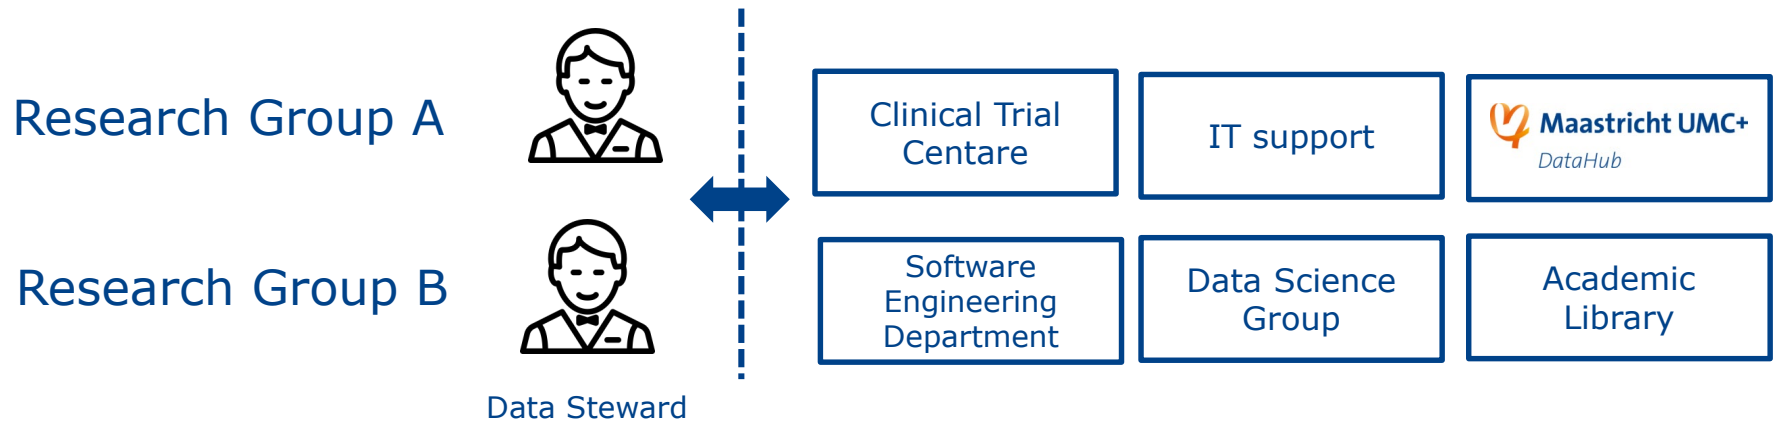 Research Group A
Clinical Trial
Centare
IT support
Maastricht UMC+
DataHub
Research Group B
Software
Engineering
Department
Data Science
Group
Academic
Library
Data Steward